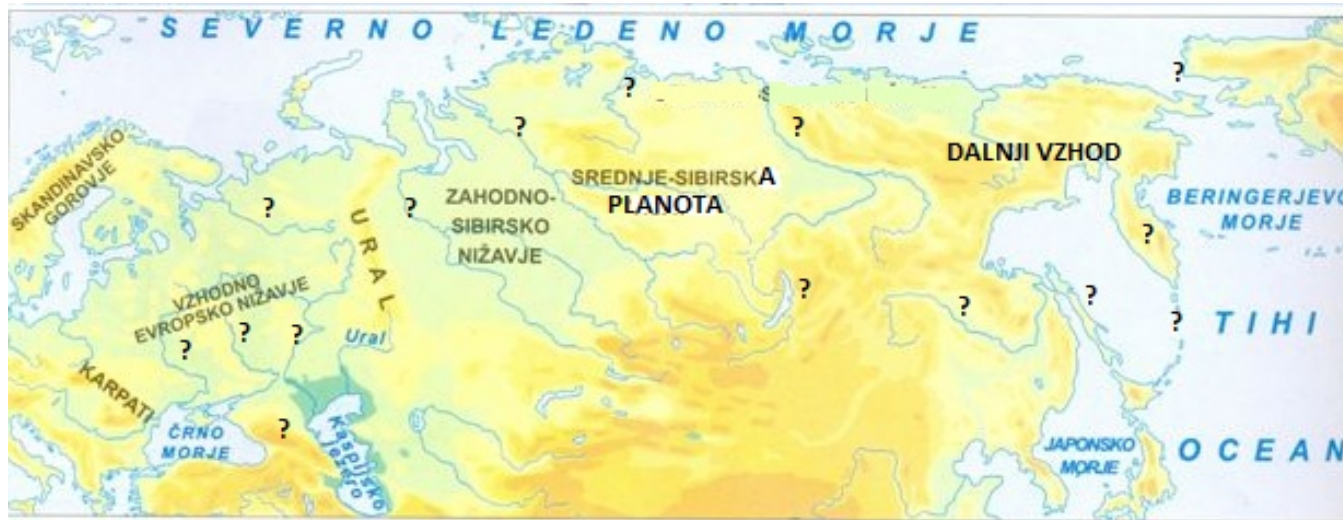 SEVERNO LEDENO MORJE
?
?
?
?
SKANDINAVSKO
GOROVJE
DALNJI VZHOD
SREDNJE-SIBIRSKA
PLANOTA
ZAHODNO-
SIBIRSKO
NIŽAVJE
?
?
URAL
BERINGERJEVO
MORJE
?
VZHODNO
EVROPSKO NIŽAVJE
?
?
?
?
?
?
Ural
?
TIHI
OCEAN
KARPATI
ČRNO
MORJE
?
Kaspijsko
jezero
JAPONSKO
MORJE